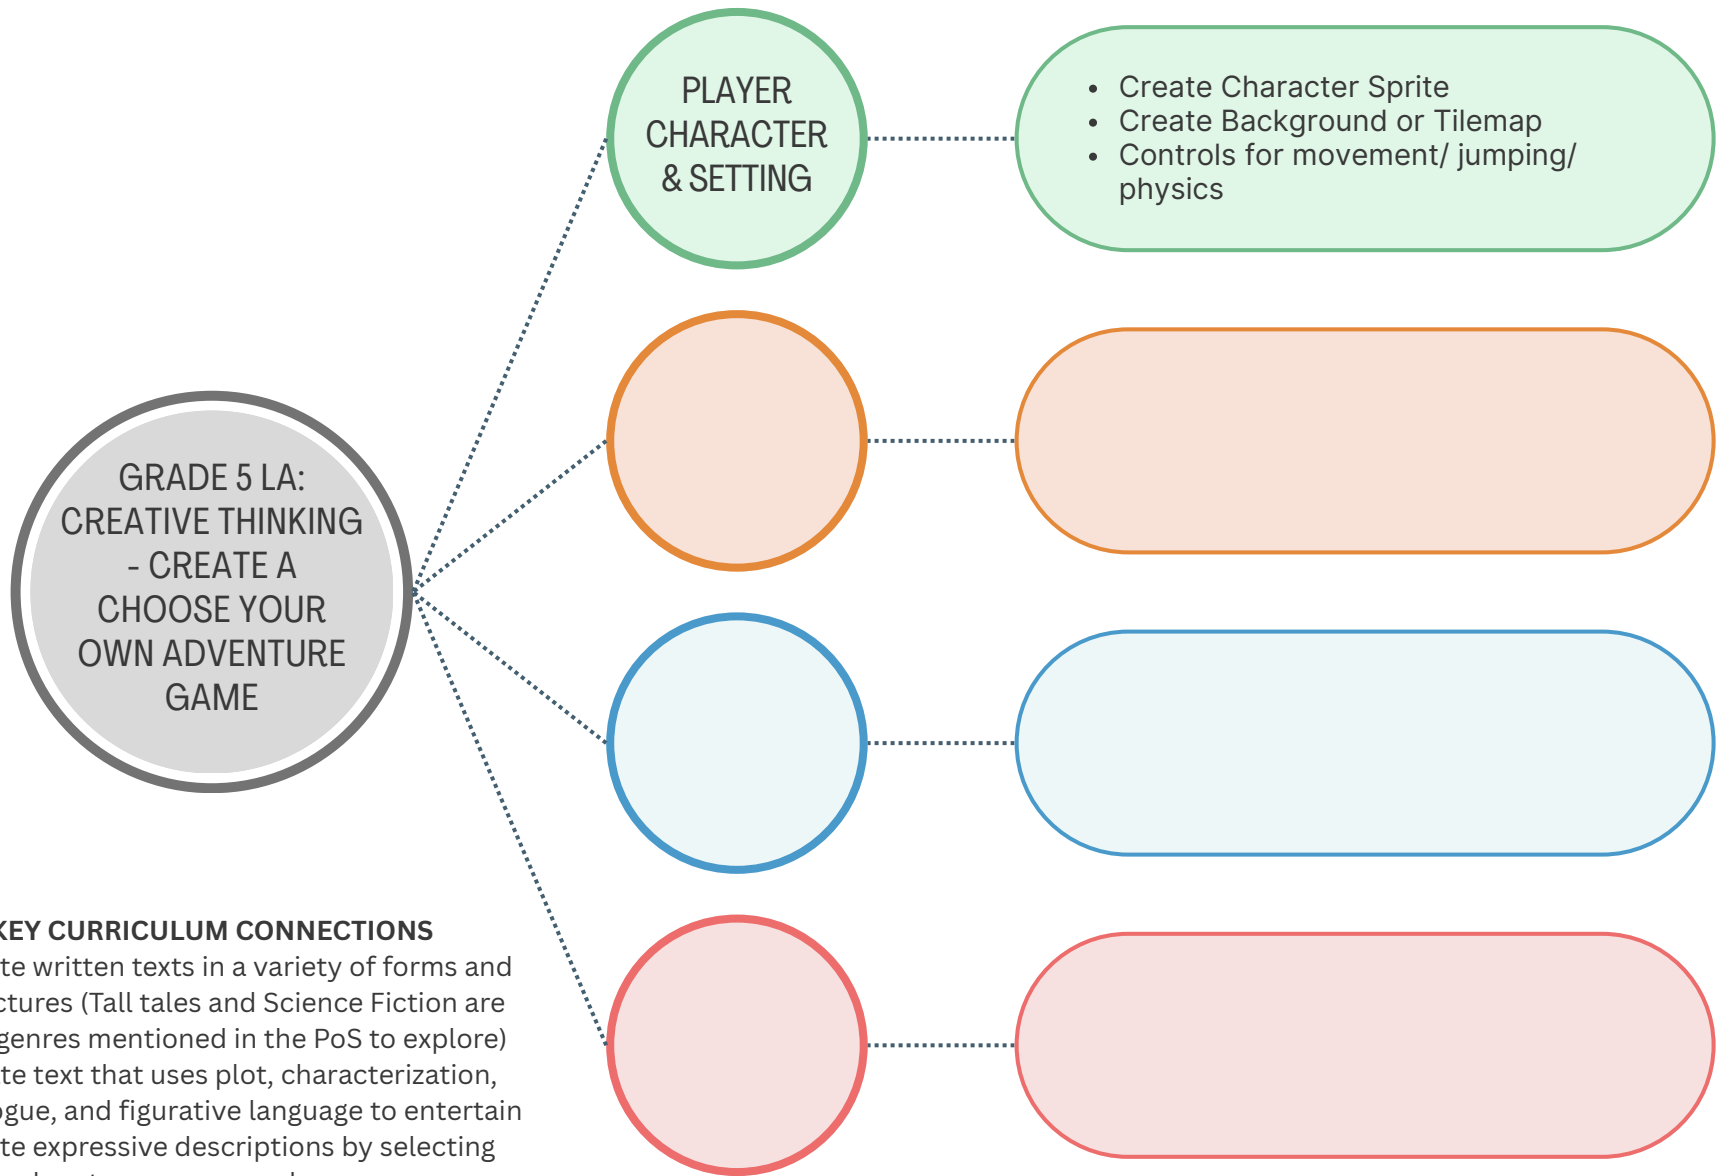 PLAYER
CHARACTER
& SETTING
• Create Character Sprite
• Create Background or Tilemap
• Controls for movement/ jumping/
physics
GRADE 5 LA:
CREATIVE THINKING
- CREATE A
CHOOSE YOUR
OWN ADVENTURE
GAME
KEY CURRICULUM CONNECTIONS
te written texts in a variety of forms and
ctures (Tall tales and Science Fiction are
genres mentioned in the PoS to explore)
te text that uses plot, characterization,
ogue, and figurative language to entertain
te expressive descriptions by selecting